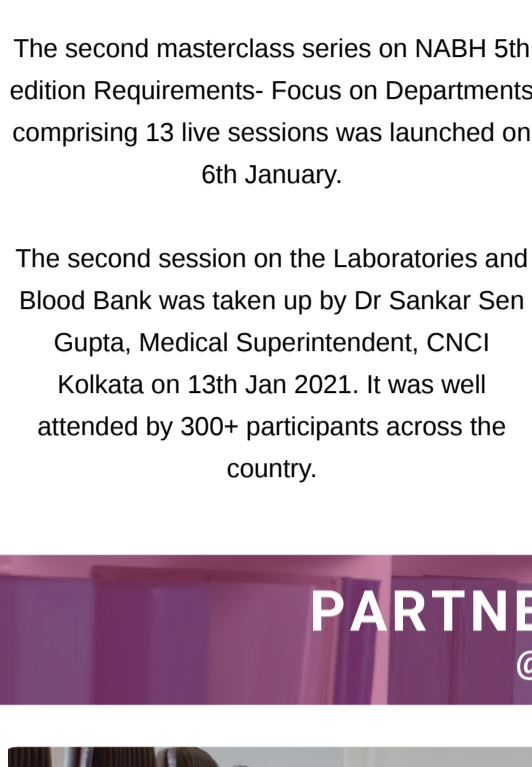 The second masterclass series on NABH 5th
edition Requirements- Focus on Departments
comprising 13 live sessions was launched on
6th January.
The second session on the Laboratories and
Blood Bank was taken up by Dr Sankar Sen
Gupta, Medical Superintendent, CNCI
Kolkata on 13th Jan 2021. It was well
attended by 300+ participants across the
country.
PARTNE
@